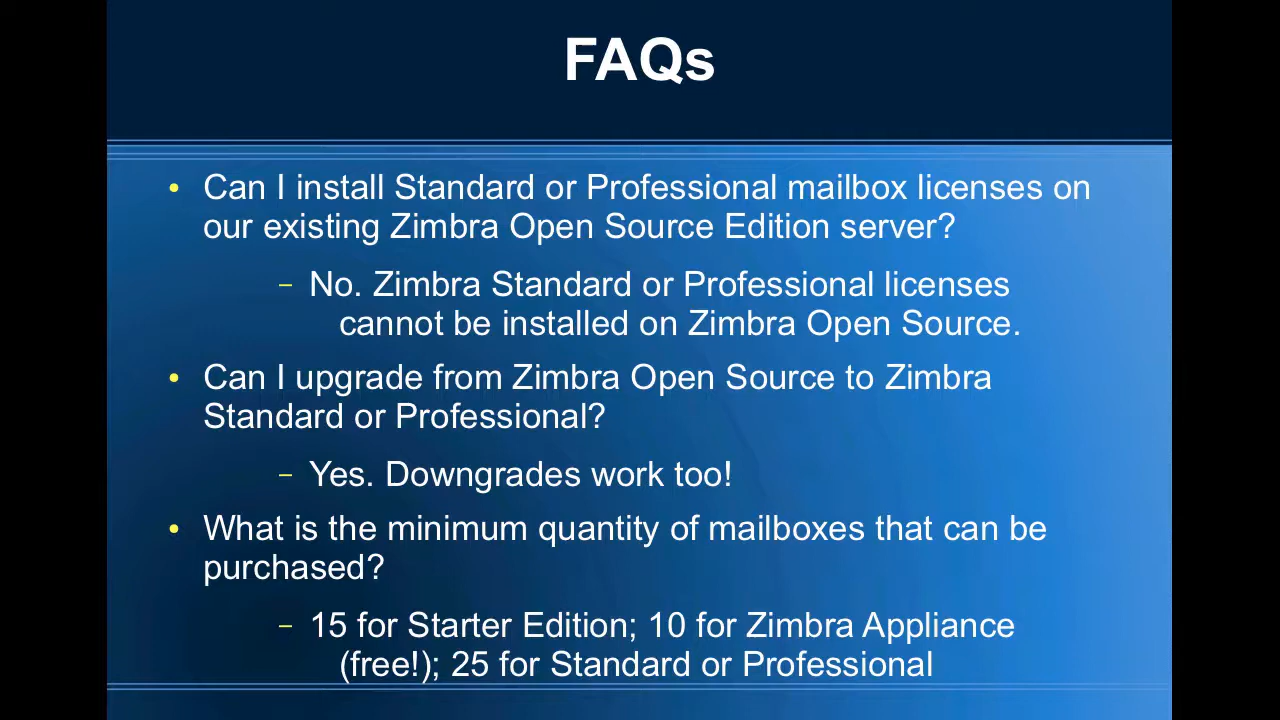 FAQs
• Can I install Standard or Professional mailbox licenses on
our existing Zimbra Open Source Edition server?
– No. Zimbra Standard or Professional licenses
cannot be installed on Zimbra Open Source.
• Can I upgrade from Zimbra Open Source to Zimbra
Standard or Professional?
– Yes. Downgrades work too!
• What is the minimum quantity of mailboxes that can be
purchased?
– 15 for Starter Edition; 10 for Zimbra Appliance
(free!); 25 for Standard or Professional